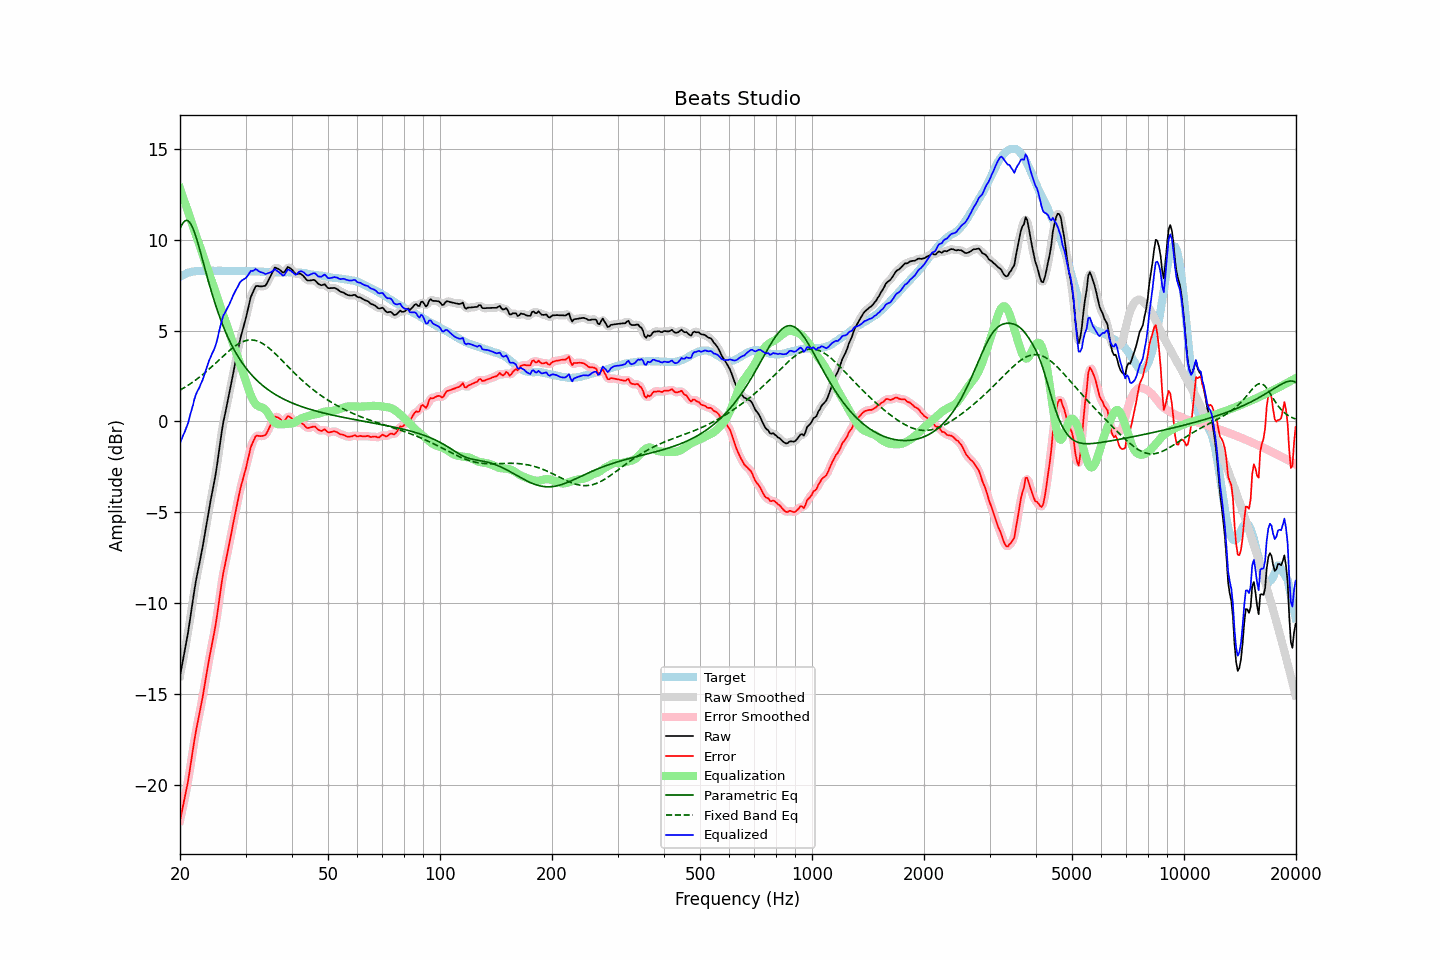 Beats Studio
Amplitude (dBr)
15
10
5
0
−5
−10
−15
−20
Target
Raw Smoothed
Error Smoothed
Raw
Error
Equalization
Parametric Eq
Fixed Band Eq
Equalized
20 50 100 200 500 1000 2000 5000 10000 20000
Frequency (Hz)